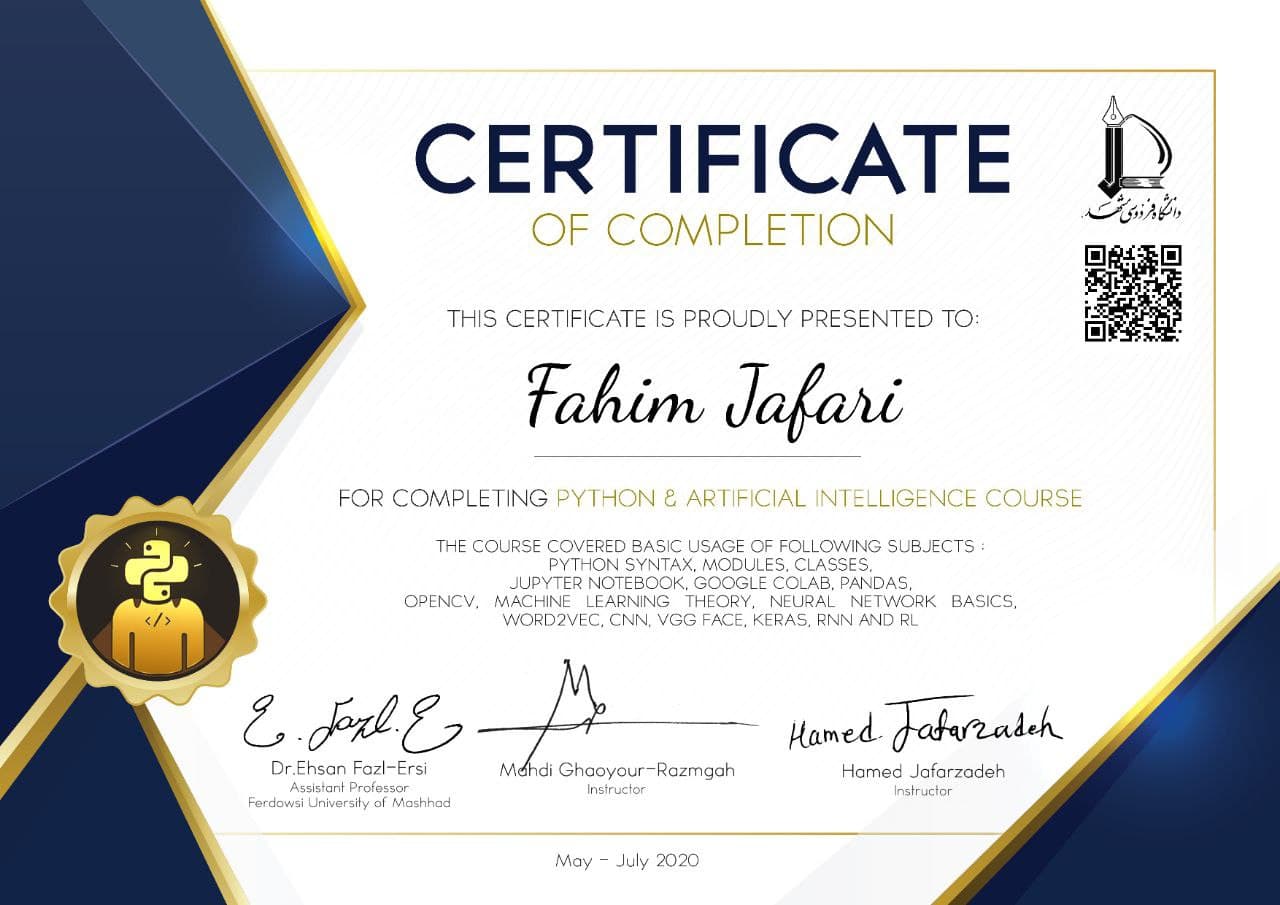 CERTIFICATE
OF COMPLETION
دانشگاه فردوسی مشهد
THIS CERTIFICATE IS PROUDLY PRESENTED TO:
Fahim Jafari
FOR COMPLETING PYTHON & ARTIFICIAL INTELLIGENCE COURSE
THE COURSE COVERED BASIC USAGE OF FOLLOWING SUBJECTS :
PYTHON SYNTAX, MODULES, CLASSES,
JUPYTER NOTEBOOK, GOOGLE COLAB, PANDAS,
OPENCV, MACHINE LEARNING THEORY, NEURAL NETWORK BASICS,
WORD2VEC, CNN, VGG FACE, KERAS, RNN AND RL
</>
E. Fazl. E
Hamed Jafarzadeh
Dr.Ehsan Fazl-Ersi
Assistant Professor
Ferdowsi University of Mashhad
Mahdi Ghaoyour-Razmgah
Instructor
Hamed Jafarzadeh
Instructor
May - July 2020